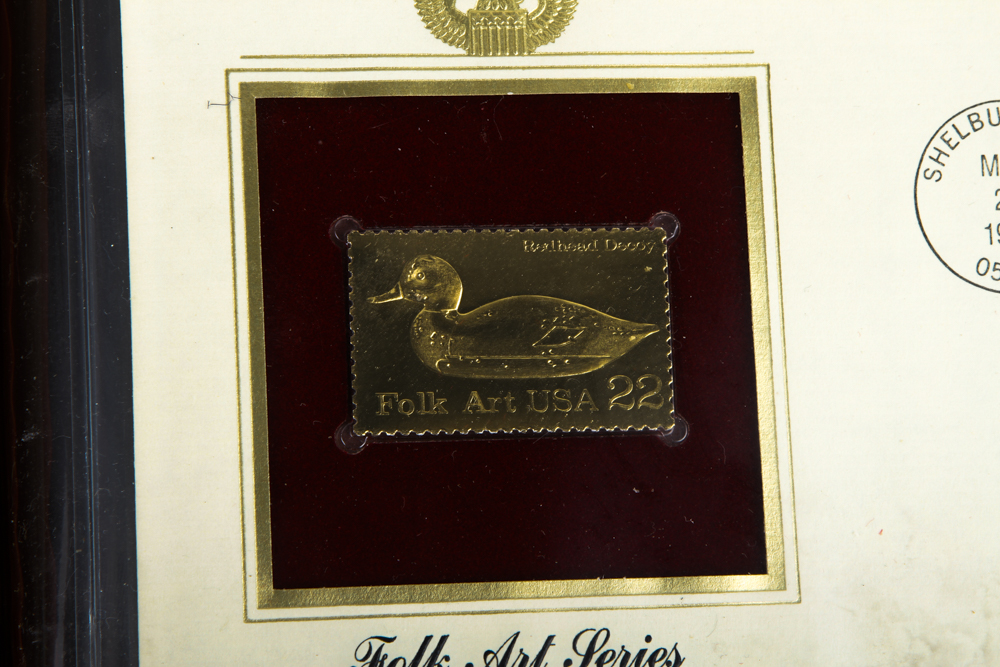 Redhead Decoy
Folk Art USA 22
SHELBU
M
2
19
05
Folk Art Series